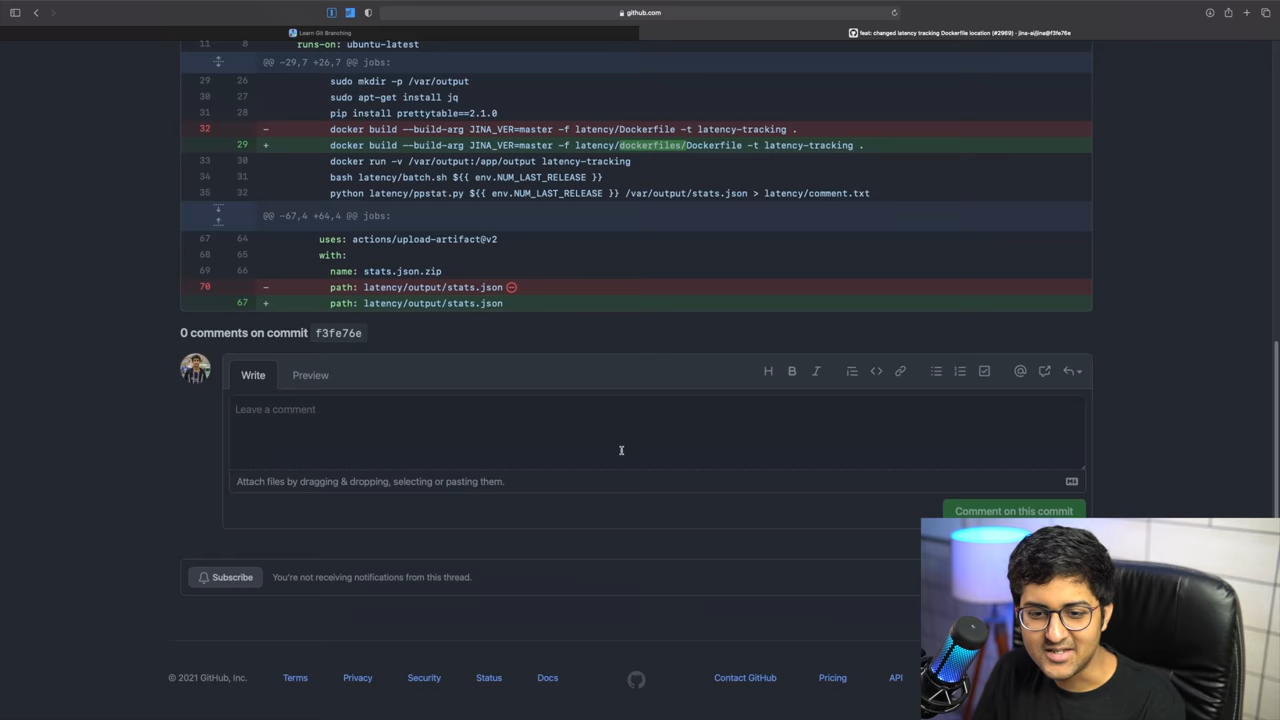 github.com
Learn Git Branching
feat: changed latency tracking Dockerfile location (#2969) · jina-ai/jina@f3fe76e
11 8 runs-on: ubuntu-latest
@@ -29,7 +26,7 @@ jobs:
29 26 sudo mkdir -p /var/output
30 27 sudo apt-get install jq
31 28 pip install prettytable==2.1.0
32 - docker build --build-arg JINA_VER=master -f latency/Dockerfile -t latency-tracking .
29 + docker build --build-arg JINA_VER=master -f latency/dockerfiles/Dockerfile -t latency-tracking .
33 30 docker run -v /var/output:/app/output latency-tracking
34 31 bash latency/batch.sh ${{ env.NUM_LAST_RELEASE }}
35 32 python latency/ppstat.py ${{ env.NUM_LAST_RELEASE }} /var/output/stats.json > latency/comment.txt
@@ -67,4 +64,4 @@ jobs:
67 64 uses: actions/upload-artifact@v2
68 65 with:
69 66 name: stats.json.zip
70 - path: latency/output/stats.json
67 + path: latency/output/stats.json
0 comments on commit f3fe76e
Write Preview
Leave a comment
Attach files by dragging & dropping, selecting or pasting them.
Comment on this commit
Subscribe You're not receiving notifications from this thread.
© 2021 GitHub, Inc. Terms Privacy Security Status Docs Contact GitHub Pricing API